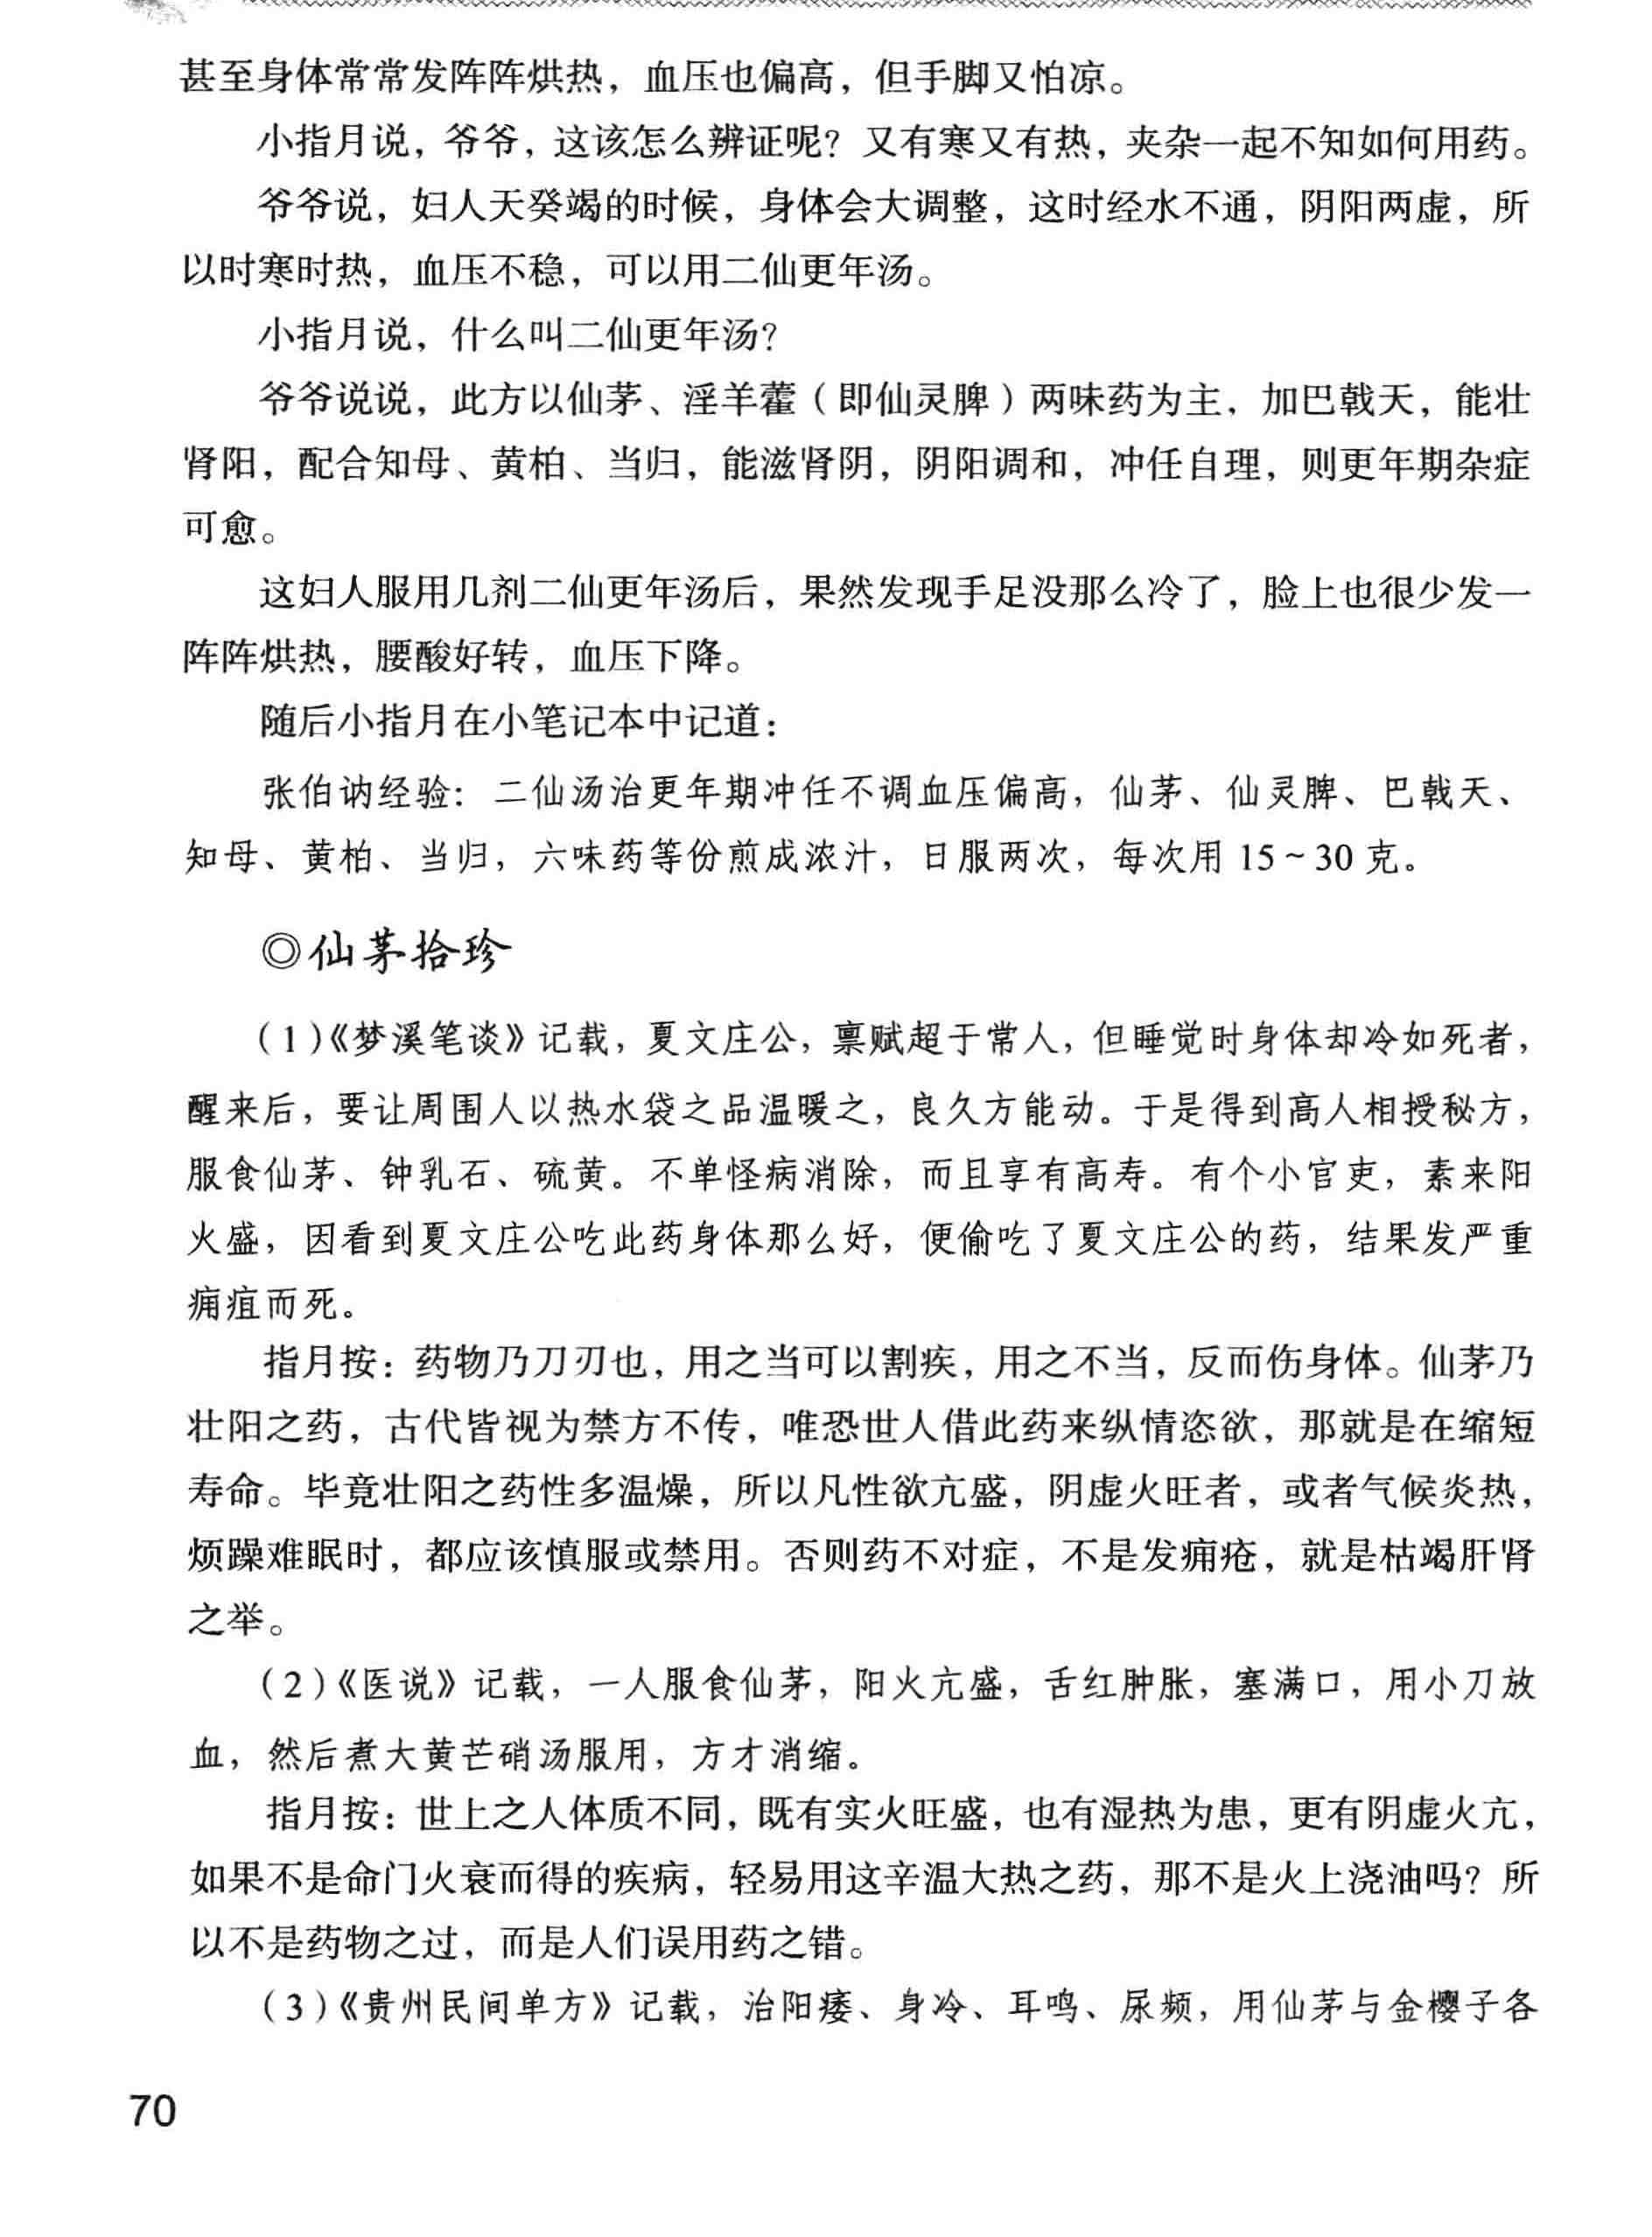 甚至身体常常发阵阵烘热，血压也偏高，但手脚又怕凉。
小指月说，爷爷，这该怎么辨证呢？又有寒又有热，夹杂一起不知如何用药。
爷爷说，妇人天癸竭的时候，身体会大调整，这时经水不通，阴阳两虚，所
以时寒时热，血压不稳，可以用二仙更年汤。
小指月说，什么叫二仙更年汤？
爷爷说说，此方以仙茅、淫羊藿（即仙灵脾）两味药为主，加巴戟天，能壮
肾阳，配合知母、黄柏、当归，能滋肾阴，阴阳调和，冲任自理，则更年期杂症
可愈。
这妇人服用几剂二仙更年汤后，果然发现手足没那么冷了，脸上也很少发一
阵阵烘热，腰酸好转，血压下降。
随后小指月在小笔记本中记道：
张伯讷经验：二仙汤治更年期冲任不调血压偏高，仙茅、仙灵脾、巴戟天、
知母、黄柏、当归，六味药等份煎成浓汁，日服两次，每次用 15～30 克。
◎仙茅拾珍
（1）《梦溪笔谈》记载，夏文庄公，禀赋超于常人，但睡觉时身体却冷如死者，
醒来后，要让周围人以热水袋之品温暖之，良久方能动。于是得到高人相授秘方，
服食仙茅、钟乳石、硫黄。不单怪病消除，而且享有高寿。有个小官吏，素来阳
火盛，因看到夏文庄公吃此药身体那么好，便偷吃了夏文庄公的药，结果发严重
痈疽而死。
指月按：药物乃刀刃也，用之当可以割疾，用之不当，反而伤身体。仙茅乃
壮阳之药，古代皆视为禁方不传，唯恐世人借此药来纵情恣欲，那就是在缩短
寿命。毕竟壮阳之药性多温燥，所以凡性欲亢盛，阴虚火旺者，或者气候炎热，
烦躁难眠时，都应该慎服或禁用。否则药不对症，不是发痈疮，就是枯竭肝肾
之举。
（2）《医说》记载，一人服食仙茅，阳火亢盛，舌红肿胀，塞满口，用小刀放
血，然后煮大黄芒硝汤服用，方才消缩。
指月按：世上之人体质不同，既有实火旺盛，也有湿热为患，更有阴虚火亢，
如果不是命门火衰而得的疾病，轻易用这辛温大热之药，那不是火上浇油吗？所
以不是药物之过，而是人们误用药之错。
（3）《贵州民间单方》记载，治阳痿、身冷、耳鸣、尿频，用仙茅与金樱子各
70